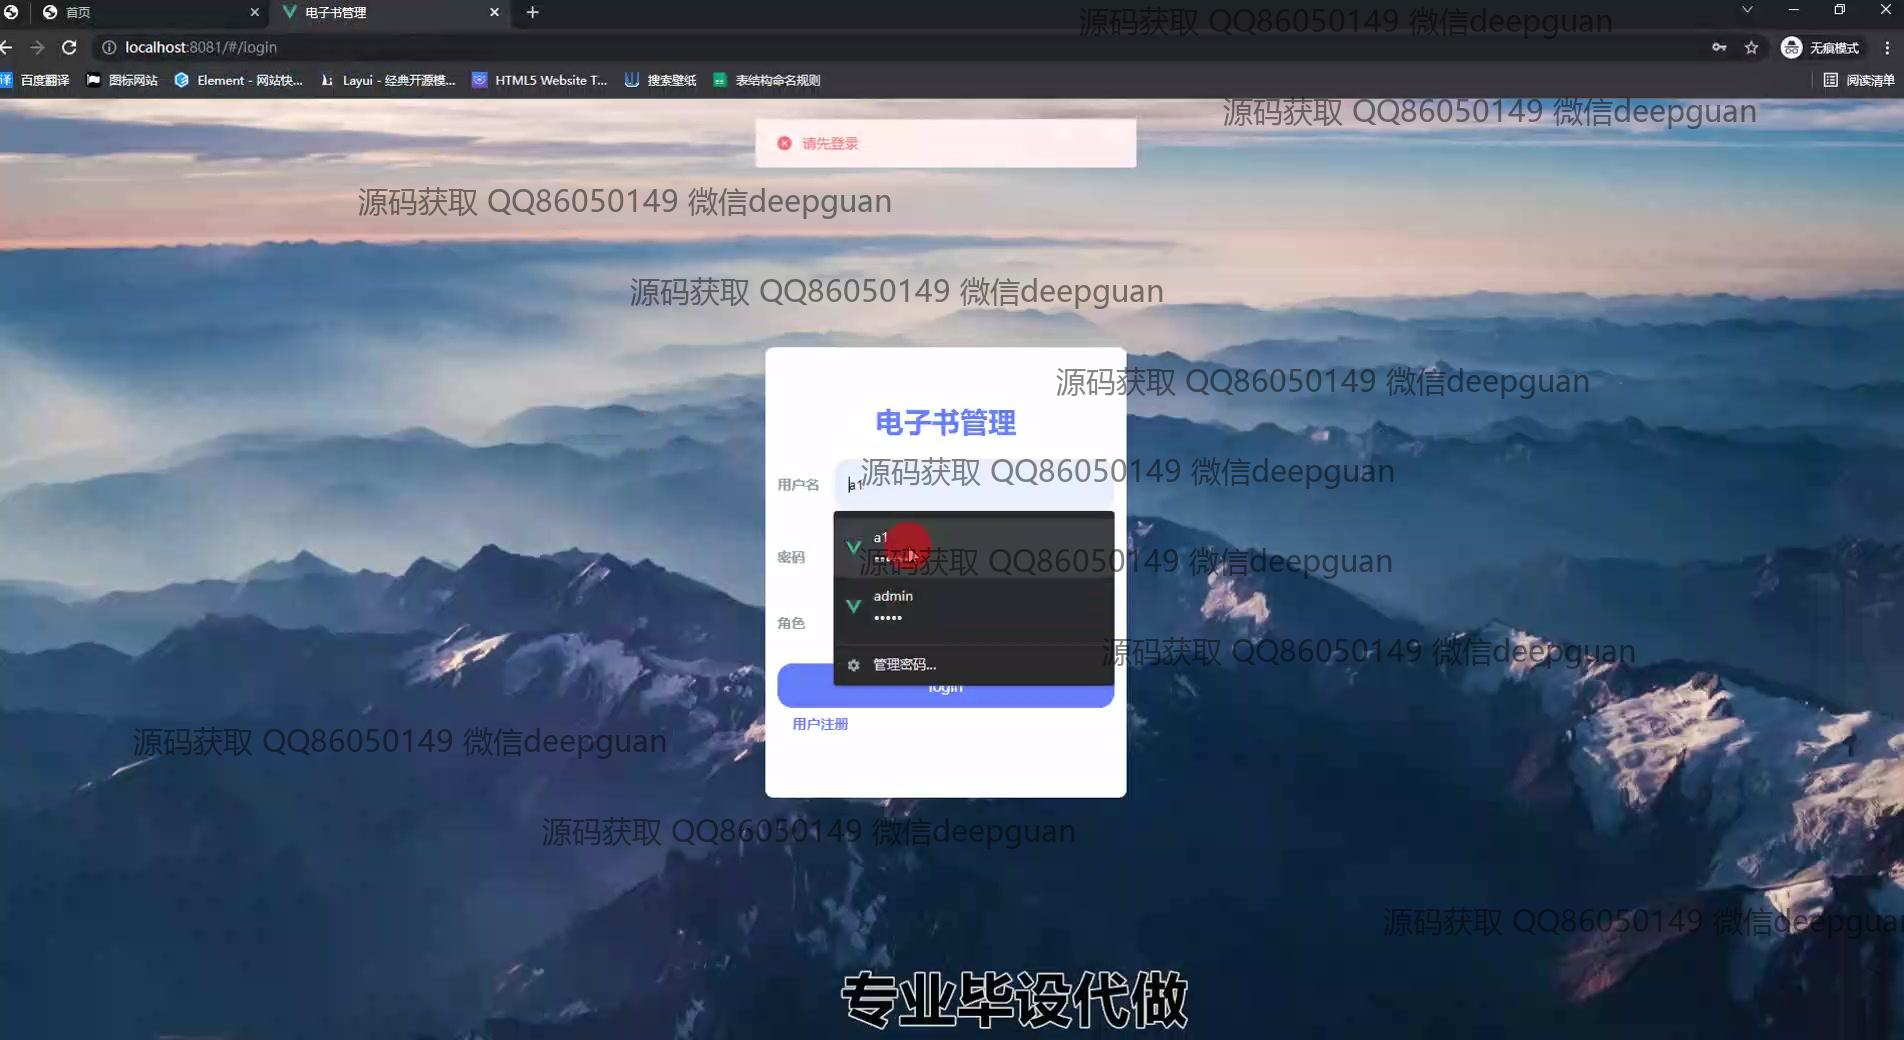 首页
电子书管理
源码获取 QQ86050149 微信deepguan
localhost:8081/#/login
无痕模式
百度翻译
图标网站
Element - 网站快...
Layui - 经典开源模...
HTML5 Website T...
搜索壁纸
表结构命名规则
阅读清单
源码获取 QQ86050149 微信deepguan
请先登录
源码获取 QQ86050149 微信deepguan
源码获取 QQ86050149 微信deepguan
源码获取 QQ86050149 微信deepguan
电子书管理
源码获取 QQ86050149 微信deepguan
用户名
a1
a1
源码获取 QQ86050149 微信deepguan
密码
admin
•••••
角色
源码获取 QQ86050149 微信deepguan
管理密码...
login
用户注册
源码获取 QQ86050149 微信deepguan
源码获取 QQ86050149 微信deepguan
源码获取 QQ86050149 微信deepguan
专业毕设代做